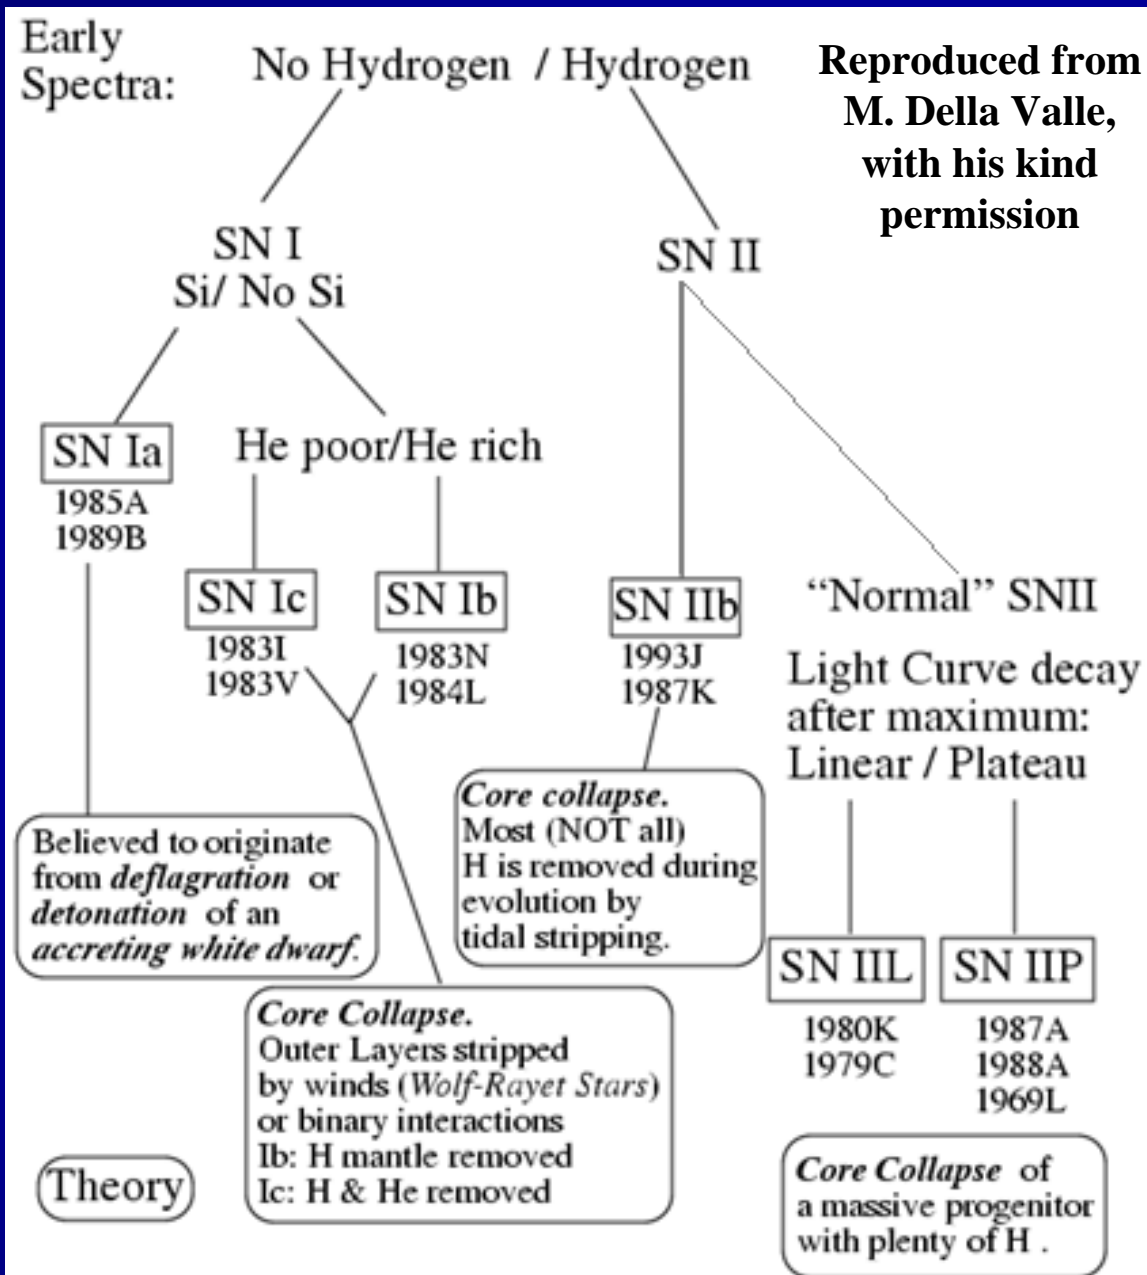 Early
Spectra:
No Hydrogen / Hydrogen
Reproduced from
M. Della Valle,
with his kind
permission
SN I
Si/ No Si
SN II
SN Ia
1985A
1989B
He poor/He rich
SN Ic
1983I
1983V
SN Ib
1983N
1984L
SN IIb
1993J
1987K
“Normal” SNII
Light Curve decay
after maximum:
Linear / Plateau
Believed to originate
from deflagration or
detonation of an
accreting white dwarf.
Core collapse.
Most (NOT all)
H is removed during
evolution by
tidal stripping.
Core Collapse.
Outer Layers stripped
by winds (Wolf-Rayet Stars)
or binary interactions
Ib: H mantle removed
Ic: H & He removed
SN IIL
1980K
1979C
SN IIP
1987A
1988A
1969L
Theory
Core Collapse of
a massive progenitor
with plenty of H .